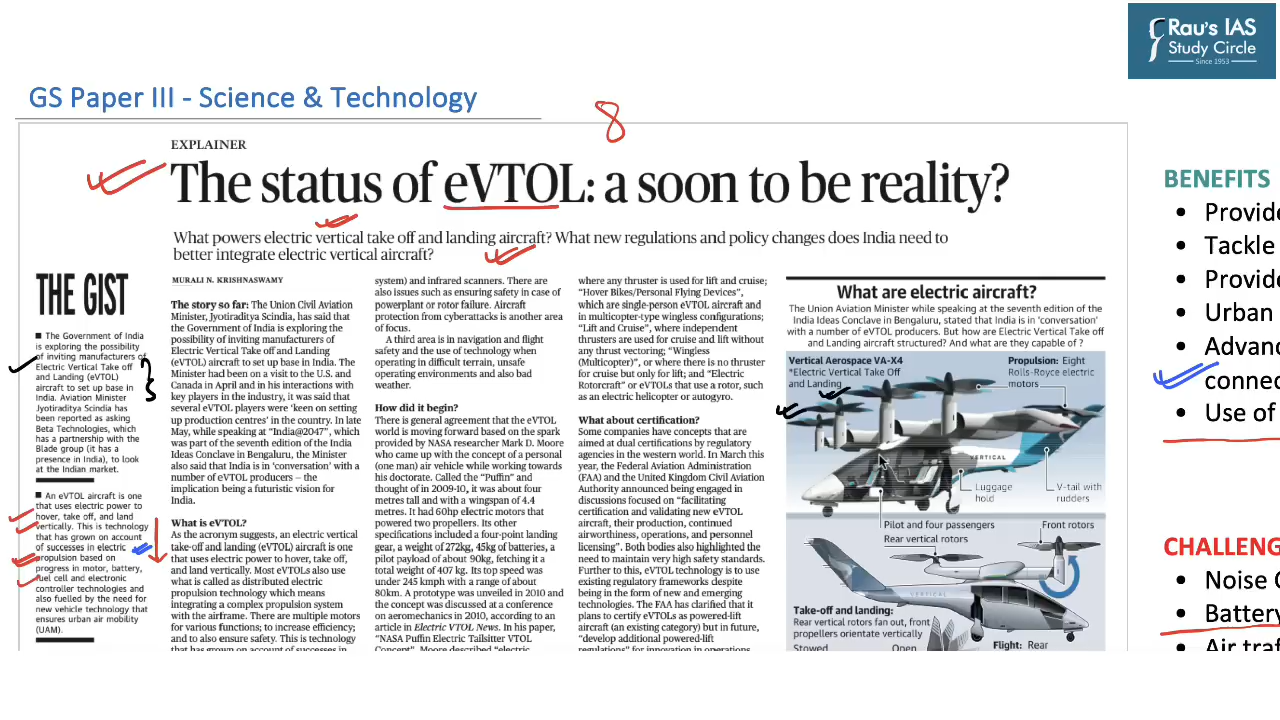 Rau's IAS
Study Circle
Since 1953
GS Paper III - Science & Technology
8
EXPLAINER
The status of eVTOL: a soon to be reality?
What powers electric vertical take off and landing aircraft? What new regulations and policy changes does India need to
better integrate electric vertical aircraft?
THE GIST
The Government of India
is exploring the possibility
of inviting manufacturers of
Electric Vertical Take off
and Landing (eVTOL)
aircraft to set up base in
India. Aviation Minister
Jyotiraditya Scindia has
been reported as asking
Beta Technologies, which
has a partnership with the
Blade group (it has a
presence in India), to look
at the Indian market.
An eVTOL aircraft is one
that uses electric power to
hover, take off, and land
vertically. This is technology
that has grown on account
of successes in electric
propulsion based on
progress in motor, battery,
fuel cell and electronic
controller technologies and
also fuelled by the need for
new vehicle technology that
ensures urban air mobility
(UAM).
MURALI N. KRISHNASWAMY
The story so far: The Union Civil Aviation
Minister, Jyotiraditya Scindia, has said that
the Government of India is exploring the
possibility of inviting manufacturers of
Electric Vertical Take off and Landing
(eVTOL) aircraft to set up base in India. The
Minister had been on a visit to the U.S. and
Canada in April and in his interactions with
key players in the industry, it was said that
several eVTOL players were 'keen on setting
up production centres' in the country. In late
May, while speaking at "India@2047", which
was part of the seventh edition of the India
Ideas Conclave in Bengaluru, the Minister
also said that India is in 'conversation' with a
number of eVTOL producers – the
implication being a futuristic vision for
India.
What is eVTOL?
As the acronym suggests, an electric vertical
take-off and landing (eVTOL) aircraft is one
that uses electric power to hover, take off,
and land vertically. Most eVTOLs also use
what is called as distributed electric
propulsion technology which means
integrating a complex propulsion system
with the airframe. There are multiple motors
for various functions; to increase efficiency;
and to also ensure safety. This is technology
that has grown on account of successes in
system) and infrared scanners. There are
also issues such as ensuring safety in case of
powerplant or rotor failure. Aircraft
protection from cyberattacks is another area
of focus.
A third area is in navigation and flight
safety and the use of technology when
operating in difficult terrain, unsafe
operating environments and also bad
weather.
How did it begin?
There is general agreement that the eVTOL
world is moving forward based on the spark
provided by NASA researcher Mark D. Moore
who came up with the concept of a personal
(one man) air vehicle while working towards
his doctorate. Called the "Puffin" and
thought of in 2009-10, it was about four
metres tall and with a wingspan of 4.4
metres. It had 60hp electric motors that
powered two propellers. Its other
specifications included a four-point landing
gear, a weight of 272kg, 45kg of batteries, a
pilot payload of about 90kg, fetching it a
total weight of 407 kg. Its top speed was
under 245 kmph with a range of about
80km. A prototype was unveiled in 2010 and
the concept was discussed at a conference
on aeromechanics in 2010, according to an
article in Electric VTOL News. In his paper,
"NASA Puffin Electric Tailsitter VTOL
Concept", Moore described "electric
where any thruster is used for lift and cruise;
"Hover Bikes/Personal Flying Devices",
which are single-person eVTOL aircraft and
in multicopter-type wingless configurations;
"Lift and Cruise", where independent
thrusters are used for cruise and lift without
any thrust vectoring; "Wingless
(Multicopter)", or where there is no thruster
for cruise but only for lift; and "Electric
Rotorcraft" or eVTOLs that use a rotor, such
as an electric helicopter or autogyro.
What about certification?
Some companies have concepts that are
aimed at dual certifications by regulatory
agencies in the western world. In March this
year, the Federal Aviation Administration
(FAA) and the United Kingdom Civil Aviation
Authority announced being engaged in
discussions focused on "facilitating
certification and validating new eVTOL
aircraft, their production, continued
airworthiness, operations, and personnel
licensing". Both bodies also highlighted the
need to maintain very high safety standards.
Further to this, eVTOL technology is to use
existing regulatory frameworks despite
being in the form of new and emerging
technologies. The FAA has clarified that it
plans to certify eVTOLs as powered-lift
aircraft (an existing category) but in future,
"develop additional powered-lift
regulations" for innovation in operations
What are electric aircraft?
The Union Aviation Minister while speaking at the seventh edition of the
India Ideas Conclave in Bengaluru, stated that India is in 'conversation'
with a number of eVTOL producers. But how are Electric Vertical Take off
and Landing aircraft structured? And what are they capable of ?
Vertical Aerospace VA-X4
*Electric Vertical Take Off
and Landing
Propulsion: Eight
Rolls-Royce electric
motors
VERTICAL
Luggage
hold
V-tail with
rudders
Pilot and four passengers
Rear vertical rotors
Front rotors
VERTICAL
Take-off and landing:
Rear vertical rotors fan out, front
propellers orientate vertically
Stowed
Open
Flight: Rear
BENEFITS
• Provide
• Tackle
• Provide
• Urban
• Advanc
connec
• Use of
CHALLENG
• Noise
• Battery
• Air traf